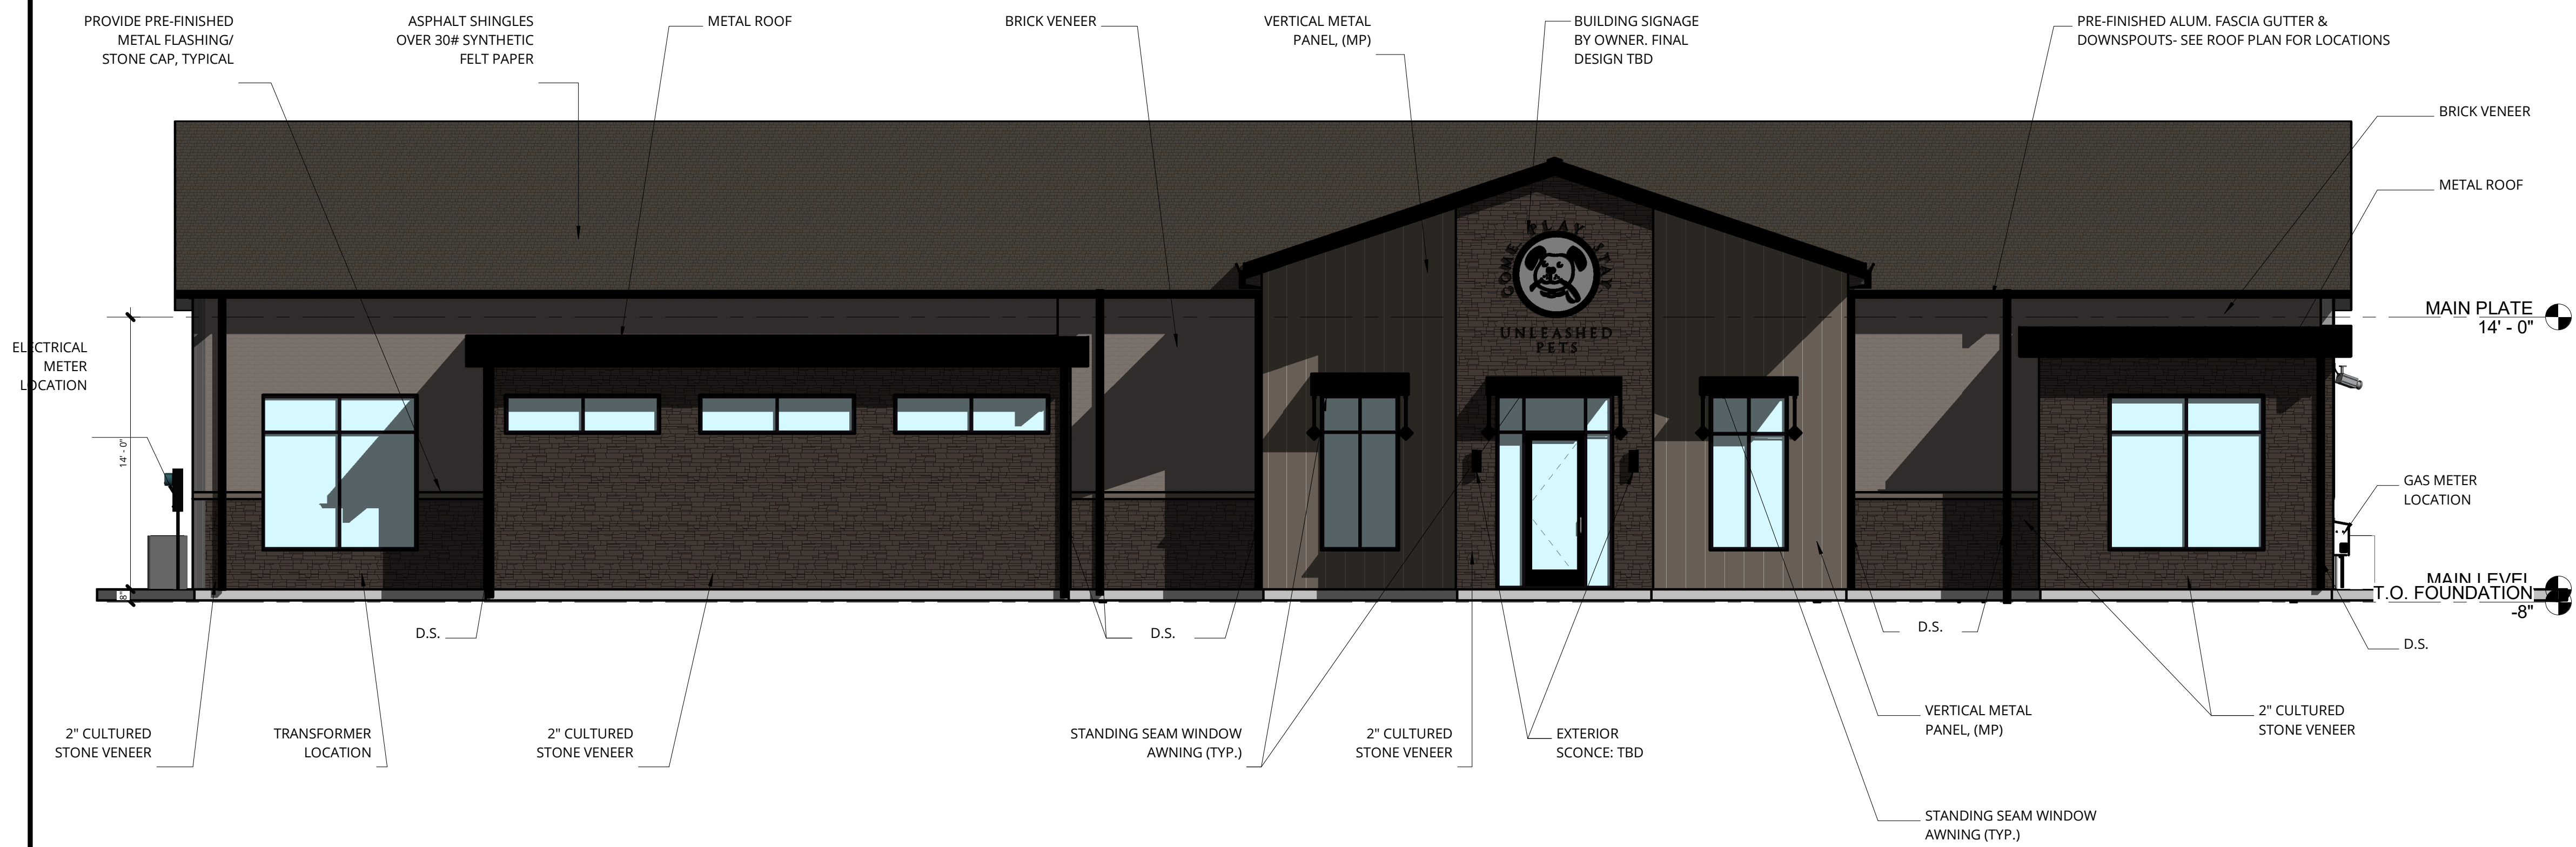 PROVIDE PRE-FINISHED
METAL FLASHING/
STONE CAP, TYPICAL
ASPHALT SHINGLES
OVER 30# SYNTHETIC
FELT PAPER
METAL ROOF
BRICK VENEER
VERTICAL METAL
PANEL, (MP)
BUILDING SIGNAGE
BY OWNER. FINAL
DESIGN TBD
PRE-FINISHED ALUM. FASCIA GUTTER &
DOWNSPOUTS- SEE ROOF PLAN FOR LOCATIONS
BRICK VENEER
METAL ROOF
COME PLAY STAY
UNLEASHED
PETS
MAIN PLATE
14' - 0"
ELECTRICAL
METER
LOCATION
14' - 0"
8"
GAS METER
LOCATION
MAIN LEVEL
T.O. FOUNDATION
-8"
D.S.
D.S.
D.S.
D.S.
2" CULTURED
STONE VENEER
TRANSFORMER
LOCATION
2" CULTURED
STONE VENEER
STANDING SEAM WINDOW
AWNING (TYP.)
2" CULTURED
STONE VENEER
EXTERIOR
SCONCE: TBD
VERTICAL METAL
PANEL, (MP)
2" CULTURED
STONE VENEER
STANDING SEAM WINDOW
AWNING (TYP.)